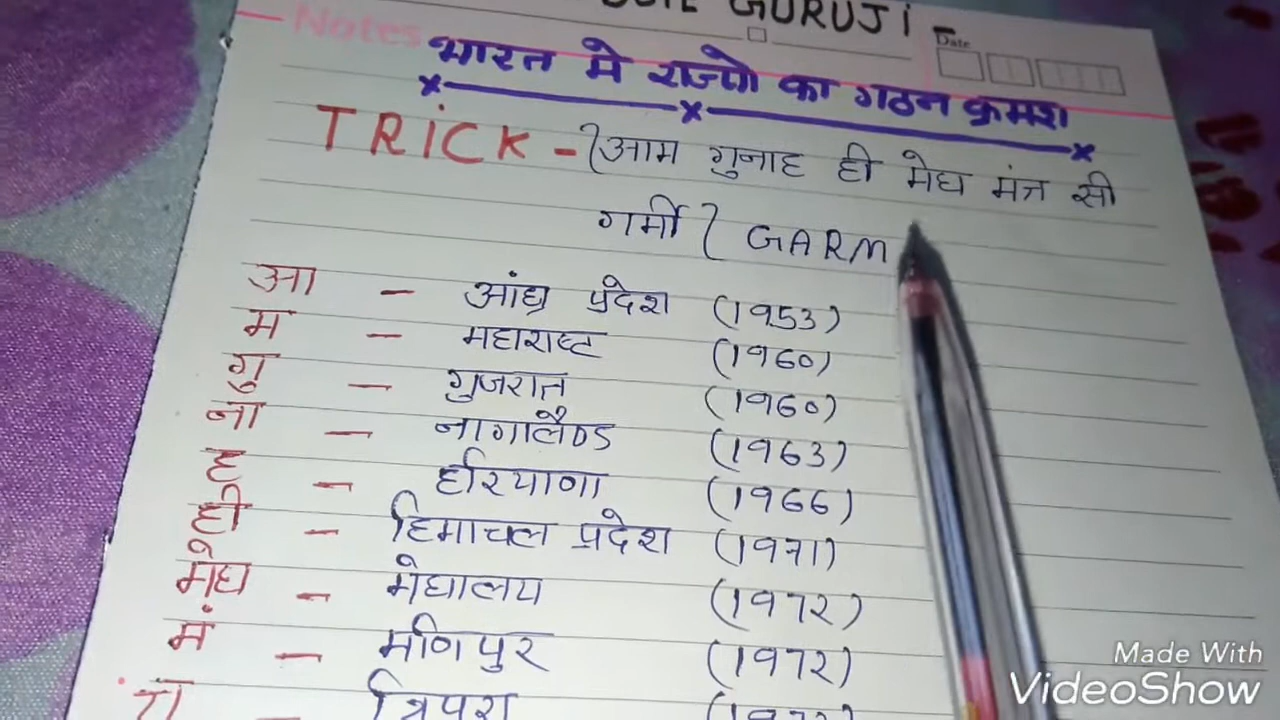 GURUJI -
Notes
Date
भारत मे राज्यो का गठन क्रमश
TRICK - {आम गुनाह ही मेघ मंत्र सी
गर्मी} GARM
आ - आंध्र प्रदेश (1953)
म - महाराष्ट (1960)
गु - गुजरात (1960)
ना - नागालैण्ड (1963)
ह - हरियाणा (1966)
ही - हिमाचल प्रदेश (1971)
मेघ - मेघालय (1972)
मं - मणिपुर (1972)
त्रिपुरा
Made With
VideoShow